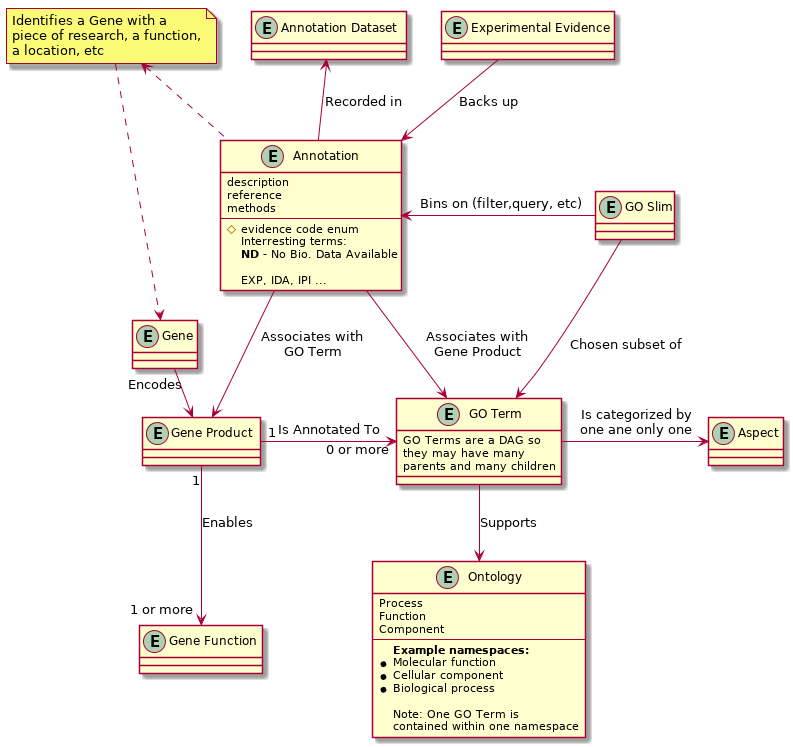 Identifies a Gene with a
piece of research, a function,
a location, etc
E Annotation Dataset
E Experimental Evidence
Recorded in
Backs up
E Annotation
description
reference
methods
evidence code enum
Interresting terms:
ND - No Bio. Data Available
EXP, IDA, IPI ...
Bins on (filter,query, etc)
E GO Slim
E Gene
Associates with
GO Term
Associates with
Gene Product
Chosen subset of
Encodes
E Gene Product
1
Is Annotated To
0 or more
E GO Term
GO Terms are a DAG so
they may have many
parents and many children
Is categorized by
one ane only one
E Aspect
1
Enables
1 or more
E Gene Function
Supports
E Ontology
Process
Function
Component
Example namespaces:
• Molecular function
• Cellular component
• Biological process
Note: One GO Term is
contained within one namespace